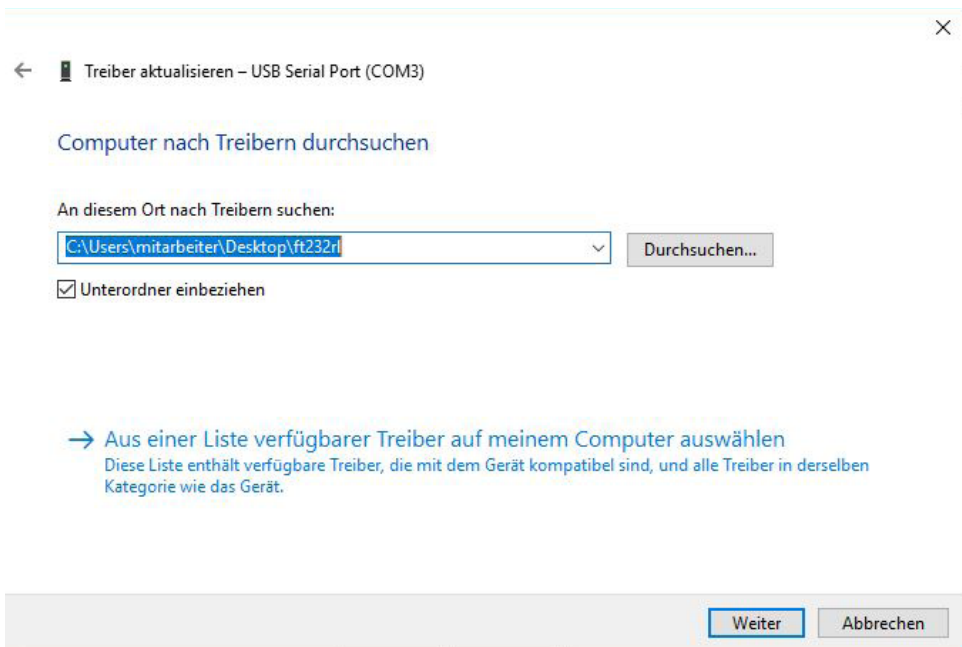 Treiber aktualisieren – USB Serial Port (COM3)
Computer nach Treibern durchsuchen
An diesem Ort nach Treibern suchen:
C:\Users\mitarbeiter\Desktop\ft232rl
Durchsuchen...
Unterordner einbeziehen
Aus einer Liste verfügbarer Treiber auf meinem Computer auswählen
Diese Liste enthält verfügbare Treiber, die mit dem Gerät kompatibel sind, und alle Treiber in derselben
Kategorie wie das Gerät.
Weiter
Abbrechen